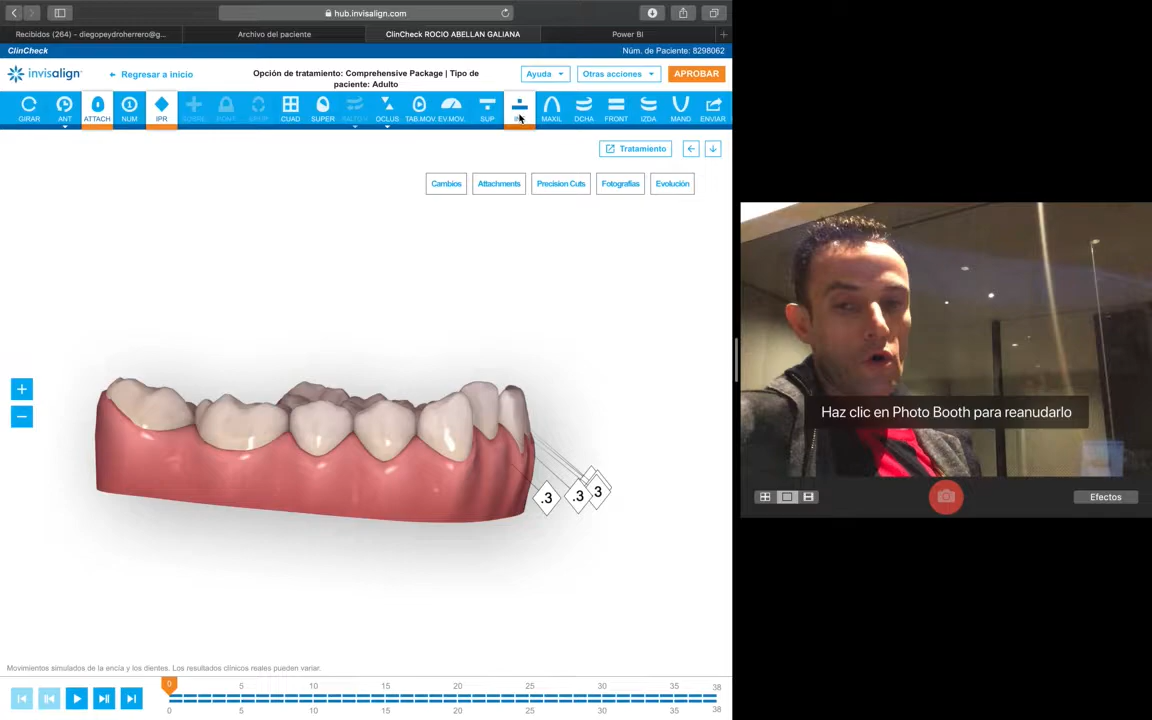 hub.invisalign.com
Recibidos (264) - diegopeydroherrero@g...
Archivo del paciente
ClinCheck ROCIO ABELLAN GALIANA
Power BI
ClinCheck
Núm. de Paciente: 8298062
invisalign
Regresar a inicio
Opción de tratamiento: Comprehensive Package | Tipo de
paciente: Adulto
Ayuda
Otras acciones
APROBAR
GIRAR
ANT
ATTACH
NUM
IPR
CUAD
SUPER
OCLUS
TAB.MOV.
EV.MOV.
SUP
MAXIL
DCHA
FRONT
IZDA
MAND
ENVIAR
Tratamiento
Cambios
Attachments
Precision Cuts
Fotografías
Evolución
.3
.3
.3
Haz clic en Photo Booth para reanudarlo
Efectos
Movimientos simulados de la encía y los dientes. Los resultados clínicos reales pueden variar.
0 5 10 15 20 25 30 35 38
0 5 10 15 20 25 30 35 38